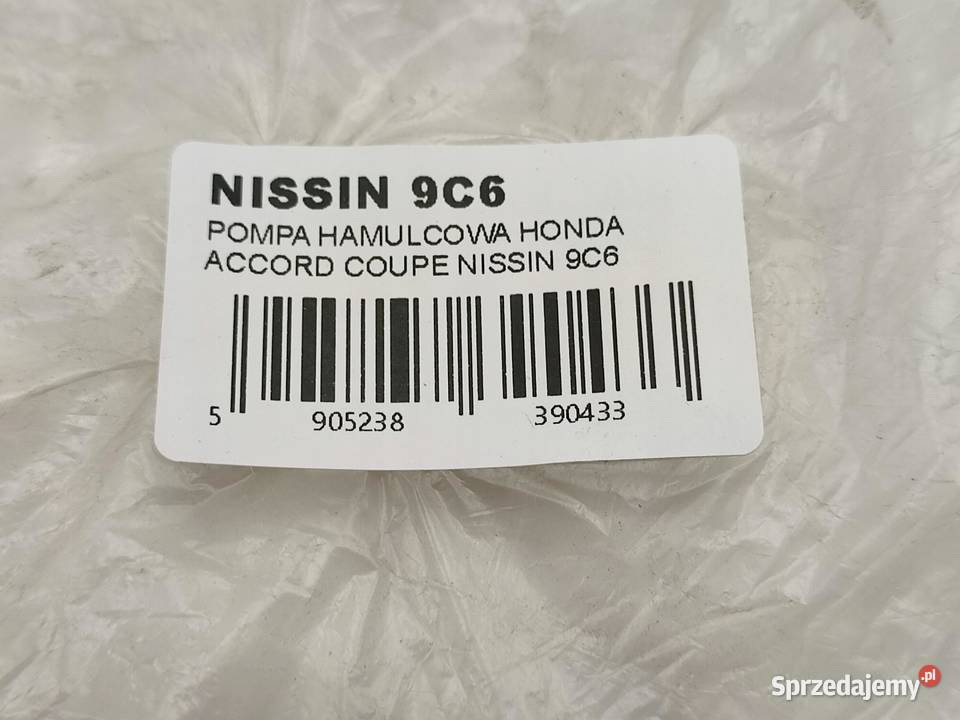 NISSIN 9C6
POMPA HAMULCOWA HONDA
ACCORD COUPE NISSIN 9C6
5 905238 390433
Sprzedajemy.pl